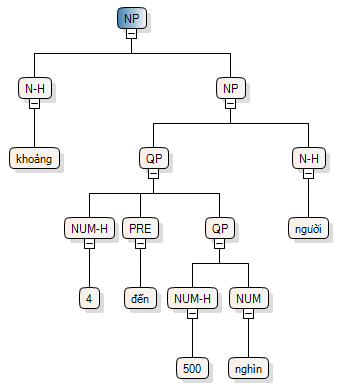 NP
N-H NP
khoảng QP N-H
NUM-H PRE QP người
4 đến NUM-H NUM
500 nghìn